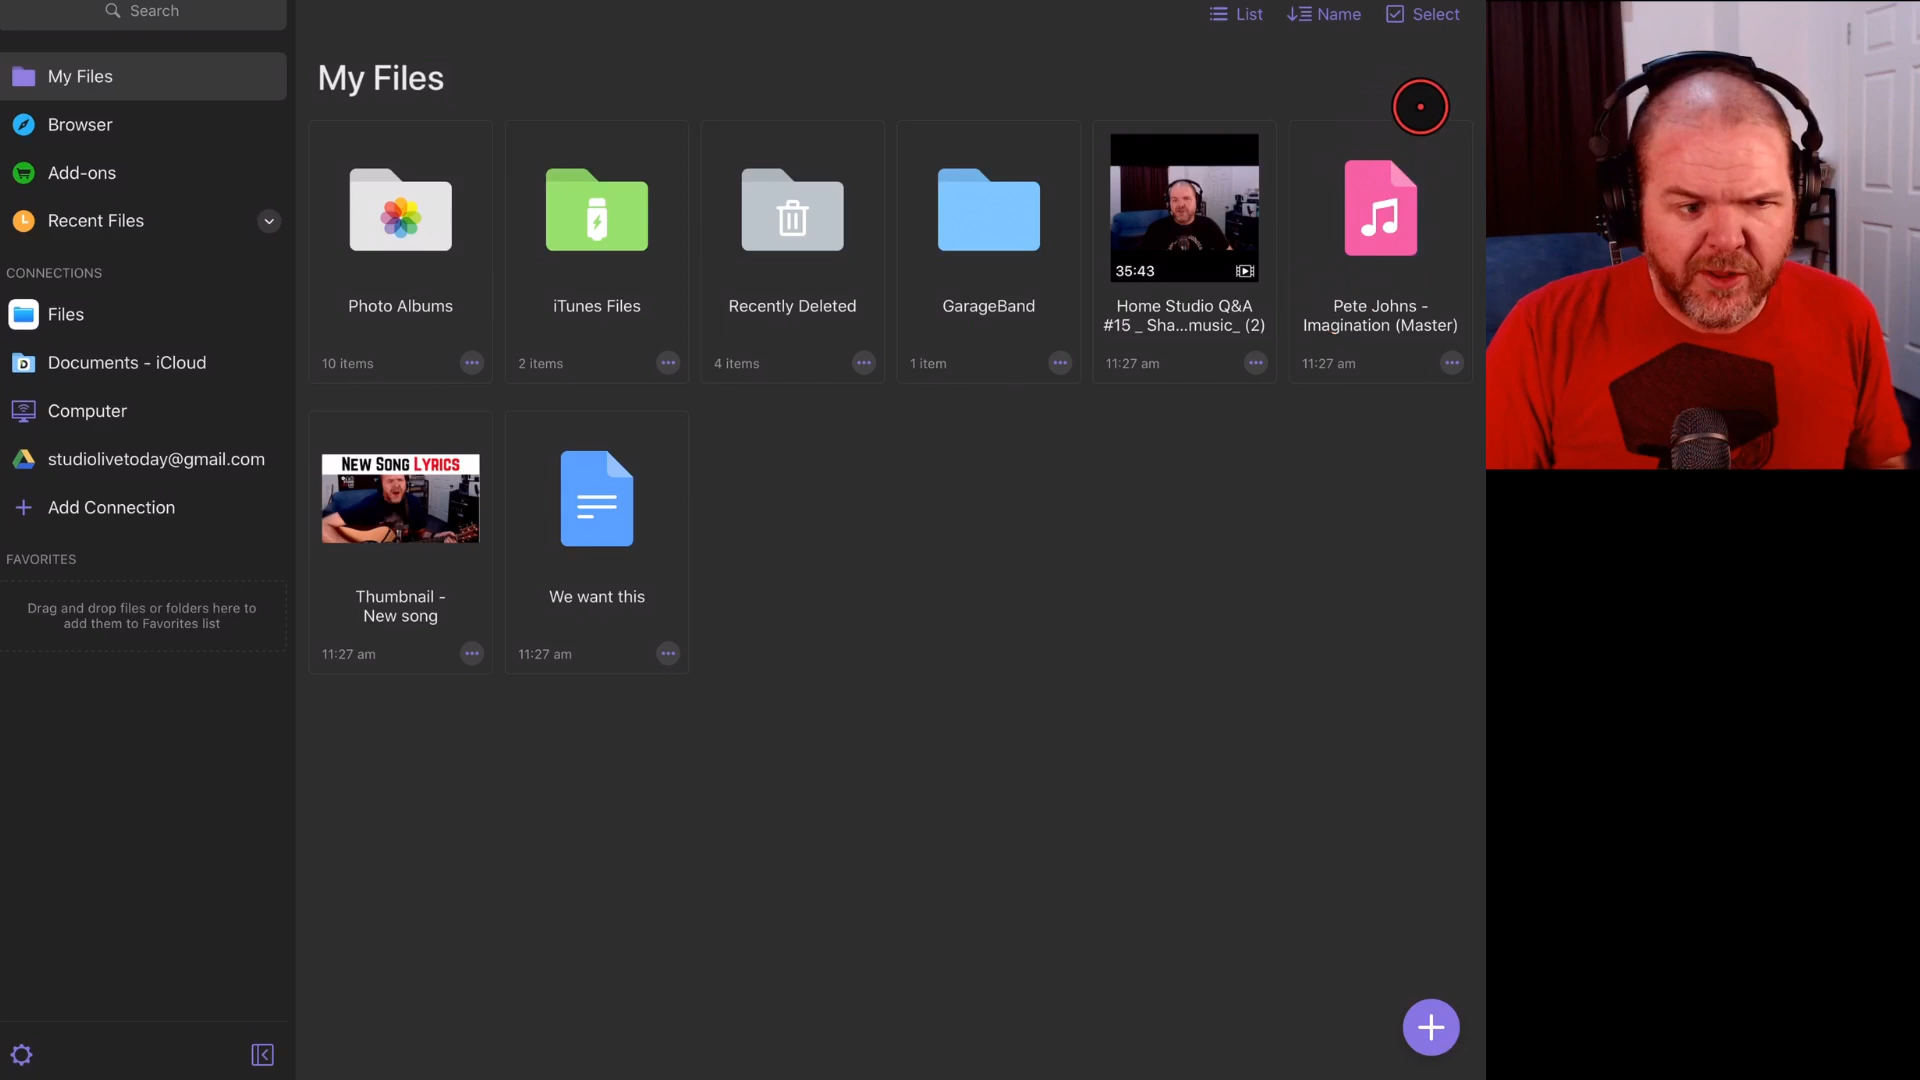 Search
My Files
Browser
Add-ons
Recent Files
CONNECTIONS
Files
Documents - iCloud
Computer
studiolivetoday@gmail.com
Add Connection
FAVORITES
Drag and drop files or folders here to
add them to Favorites list
List
Name
Select
My Files
Photo Albums
10 items
iTunes Files
2 items
Recently Deleted
4 items
GarageBand
1 item
35:43
Home Studio Q&A
#15 _ Sha...music_ (2)
11:27 am
Pete Johns -
Imagination (Master)
11:27 am
NEW SONG LYRICS
Thumbnail -
New song
11:27 am
We want this
11:27 am